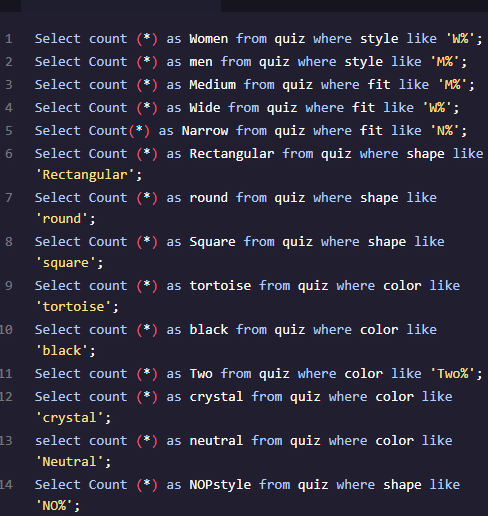 1 Select count (*) as Women from quiz where style like 'W%';
2 Select Count (*) as men from quiz where style like 'M%';
3 Select count (*) as Medium from quiz where fit like 'M%';
4 Select Count (*) as Wide from quiz where fit like 'W%';
5 Select Count(*) as Narrow from quiz where fit like 'N%';
6 Select Count (*) as Rectangular from quiz where shape like
'Rectangular';
7 Select Count (*) as round from quiz where shape like
'round';
8 Select Count (*) as Square from quiz where shape like
'square';
9 Select Count (*) as tortoise from quiz where color like
'tortoise';
10 Select Count (*) as black from quiz where color like
'black';
11 Select Count (*) as Two from quiz where color like 'Two%';
12 Select count (*) as crystal from quiz where color like
'crystal';
13 select count (*) as neutral from quiz where color like
'Neutral';
14 Select Count (*) as NOPstyle from quiz where shape like
'NO%';